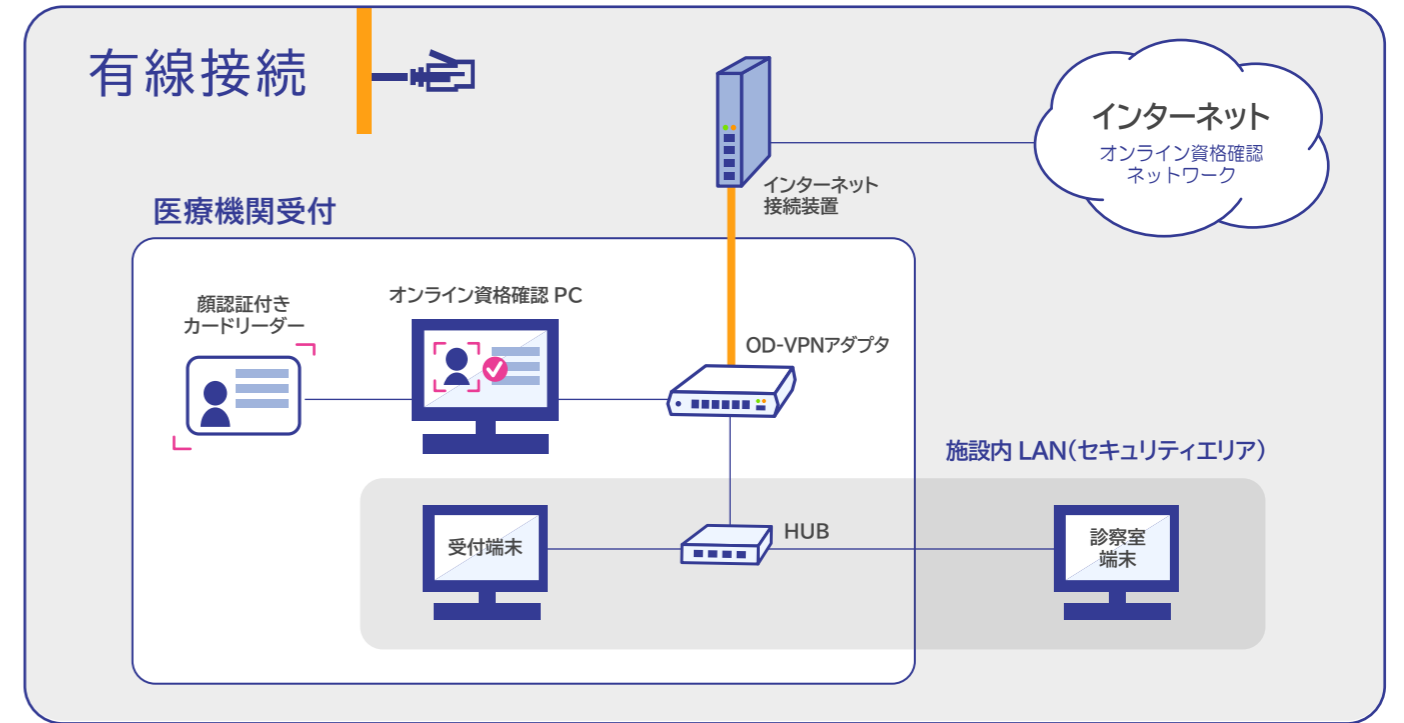 有線接続
インターネット
オンライン資格確認
ネットワーク
インターネット
接続装置
医療機関受付
顔認証付き
カードリーダー
オンライン資格確認 PC
OD-VPNアダプタ
施設内 LAN(セキュリティエリア)
受付端末
HUB
診察室
端末